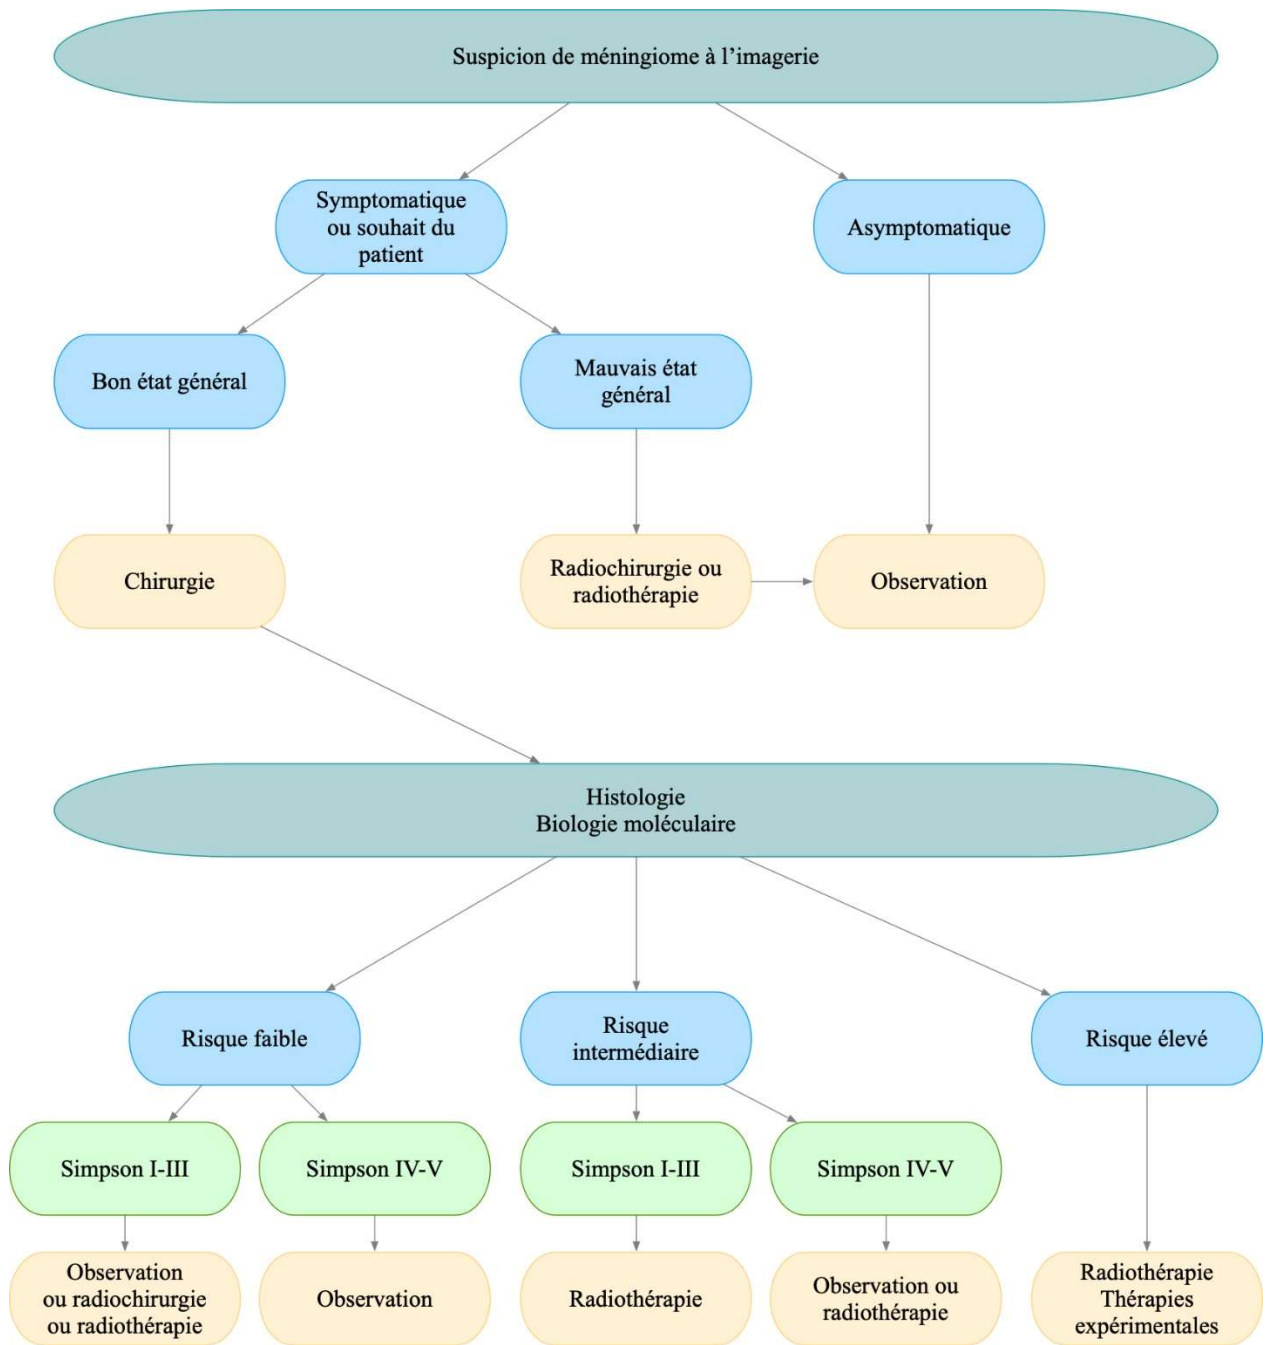 Suspicion de méningiome à l’imagerie
Symptomatique
ou souhait du
patient
Asymptomatique
Bon état général
Mauvais état
général
Chirurgie
Radiochirurgie ou
radiothérapie
Observation
Histologie
Biologie moléculaire
Risque faible
Risque
intermédiaire
Risque élevé
Simpson I-III
Simpson IV-V
Simpson I-III
Simpson IV-V
Observation
ou radiochirurgie
ou radiothérapie
Observation
Radiothérapie
Observation ou
radiothérapie
Radiothérapie
Thérapies
expérimentales